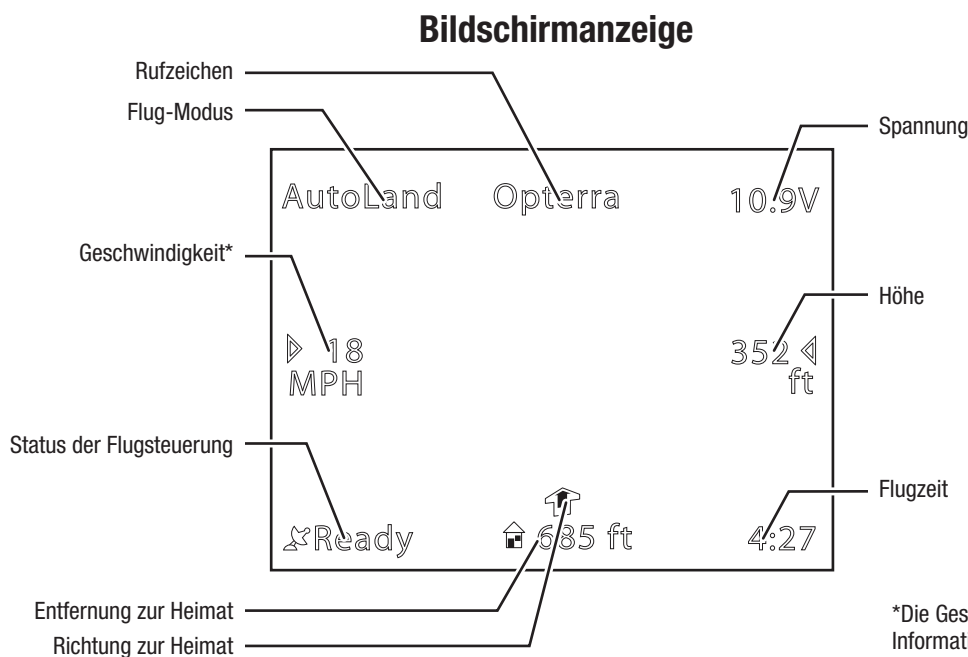 Bildschirmanzeige
Rufzeichen
Flug-Modus
Spannung
AutoLand Opterra 10.9V
Geschwindigkeit*
Höhe
18 352
MPH ft
Status der Flugsteuerung
Flugzeit
Ready 685 ft 4:27
Entfernung zur Heimat
Richtung zur Heimat
*Die